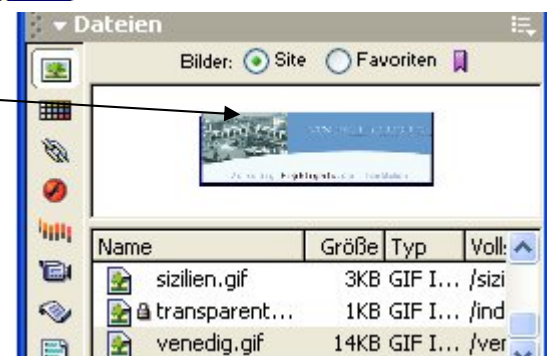 Dateien
Bilder: Site Favoriten
Name Größe Typ Voll:
sizilien.gif 3KB GIF I... /sizi
transparent... 1KB GIF I... /ind
venedig.gif 14KB GIF I... /ver